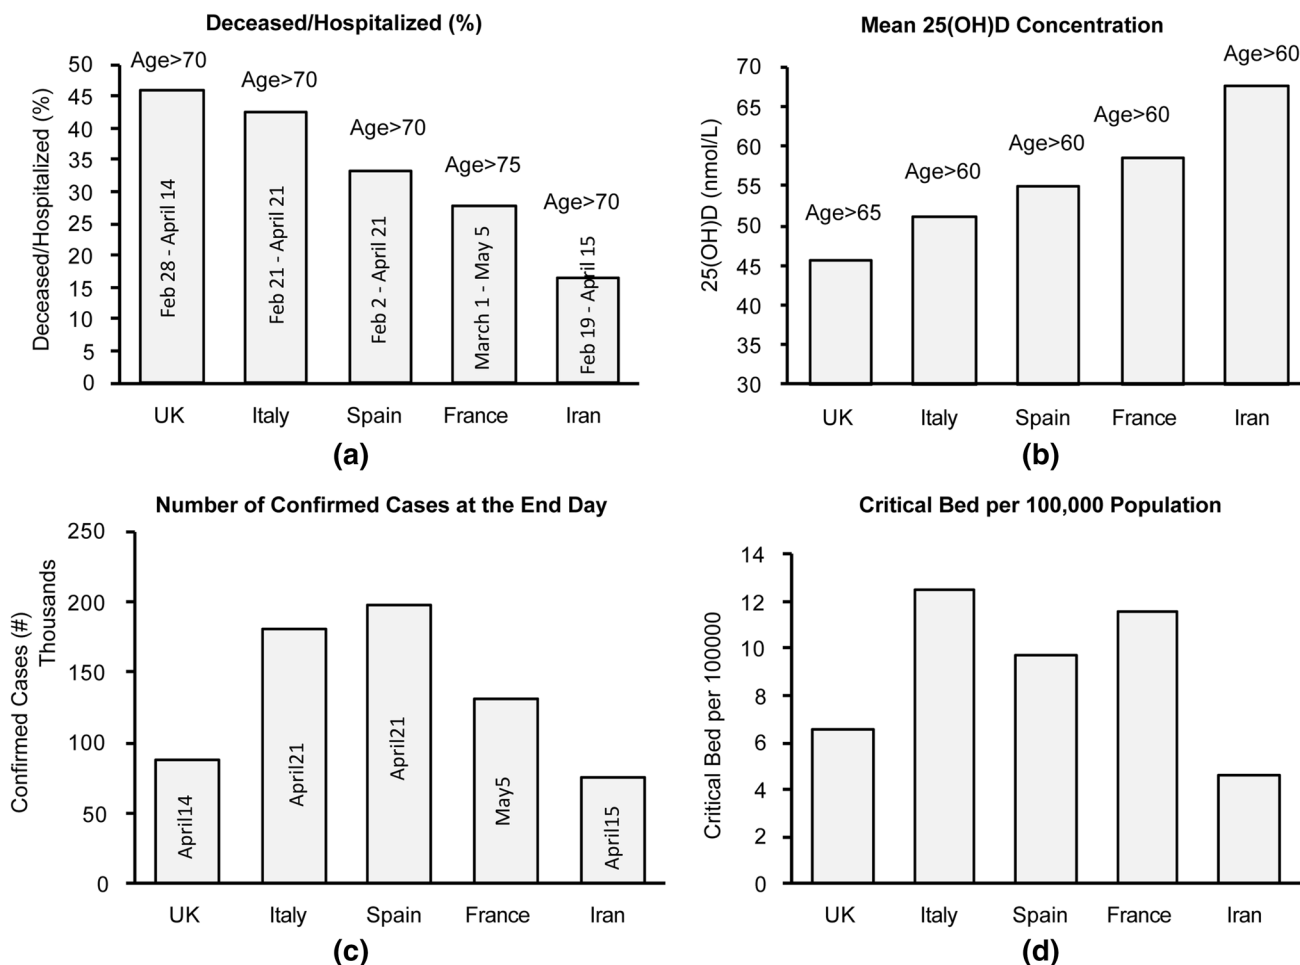 Deceased/Hospitalized (%)
Deceased/Hospitalized (%)
50
45
40
35
30
25
20
15
10
5
0
Age>70
Age>70
Age>70
Age>75
Age>70
Feb 28 - April 14
Feb 21 - April 21
Feb 2 - April 21
March 1 - May 5
Feb 19 - April 15
UK Italy Spain France Iran
(a)
Mean 25(OH)D Concentration
25(OH)D (nmol/L)
70
65
60
55
50
45
40
35
30
Age>65
Age>60
Age>60
Age>60
Age>60
UK Italy Spain France Iran
(b)
Number of Confirmed Cases at the End Day
Confirmed Cases (#)
Thousands
250
200
150
100
50
0
April14
April21
April21
May5
April15
UK Italy Spain France Iran
(c)
Critical Bed per 100,000 Population
Critical Bed per 100000
14
12
10
8
6
4
2
0
UK Italy Spain France Iran
(d)